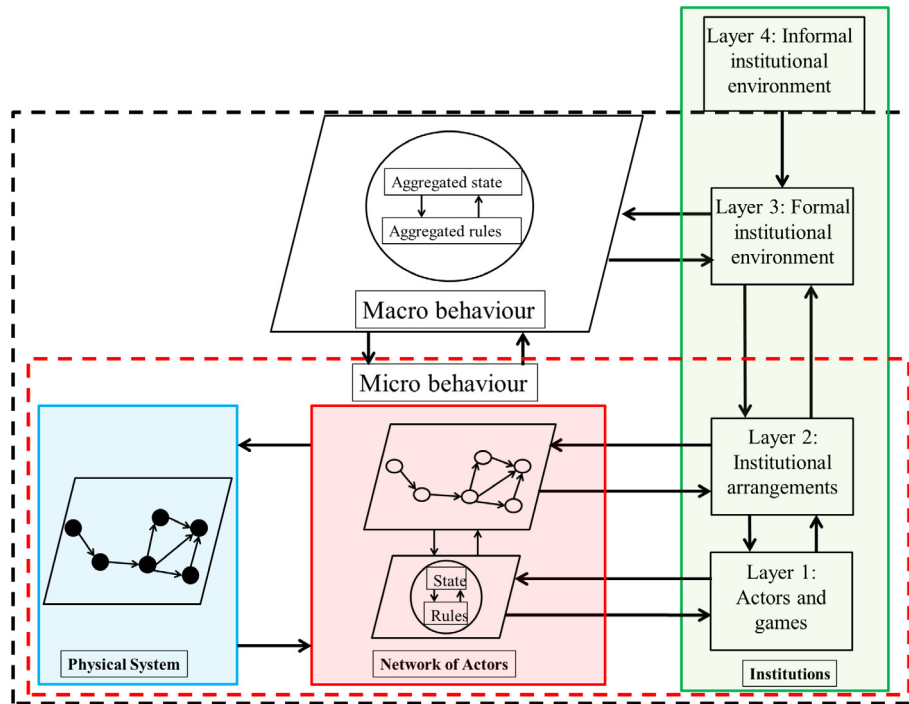 Layer 4: Informal
institutional
environment
Aggregated state
Aggregated rules
Layer 3: Formal
institutional
environment
Macro behaviour
Micro behaviour
Layer 2:
Institutional
arrangements
State
Rules
Layer 1:
Actors and
games
Physical System
Network of Actors
Institutions